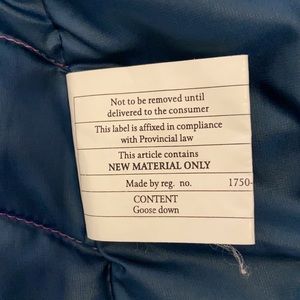 Not to be removed until
delivered to the consumer
This label is affixed in compliance
with Provincial law
This article contains
NEW MATERIAL ONLY
Made by reg. no. 1750-
CONTENT
Goose down